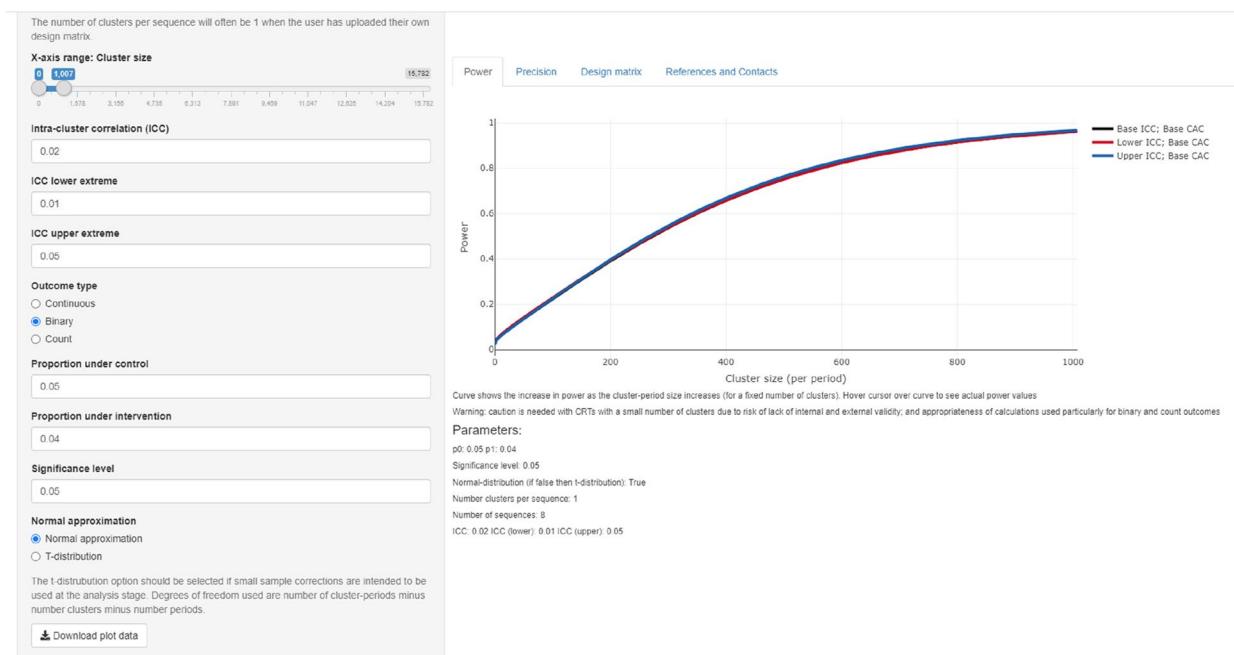 The number of clusters per sequence will often be 1 when the user has uploaded their own
design matrix.
X-axis range: Cluster size
0 1,007 15,782
0 1,578 3,156 4,735 6,313 7,891 9,469 11,047 12,626 14,204 15,782
Intra-cluster correlation (ICC)
0.02
ICC lower extreme
0.01
ICC upper extreme
0.05
Outcome type
Continuous
Binary
Count
Proportion under control
0.05
Proportion under intervention
0.04
Significance level
0.05
Normal approximation
Normal approximation
T-distribution
The t-distrubution option should be selected if small sample corrections are intended to be
used at the analysis stage. Degrees of freedom used are number of cluster-periods minus
number clusters minus number periods.
Download plot data
Power Precision Design matrix References and Contacts
1
0.8
0.6
0.4
0.2
0
Power
0 200 400 600 800 1000
Cluster size (per period)
Base ICC; Base CAC
Lower ICC; Base CAC
Upper ICC; Base CAC
Curve shows the increase in power as the cluster-period size increases (for a fixed number of clusters). Hover cursor over curve to see actual power values
Warning: caution is needed with CRTs with a small number of clusters due to risk of lack of internal and external validity; and appropriateness of calculations used particularly for binary and count outcomes
Parameters:
p0: 0.05 p1: 0.04
Significance level: 0.05
Normal-distribution (if false then t-distribution): True
Number clusters per sequence: 1
Number of sequences: 8
ICC: 0.02 ICC (lower): 0.01 ICC (upper): 0.05